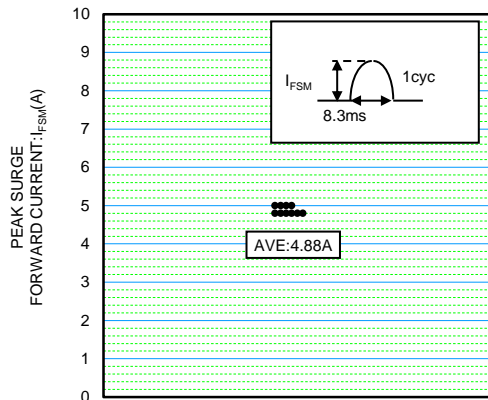 PEAK SURGE
FORWARD CURRENT:IFSM(A)
10
9
8
7
6
5
4
3
2
1
0
IFSM
1cyc
8.3ms
AVE:4.88A